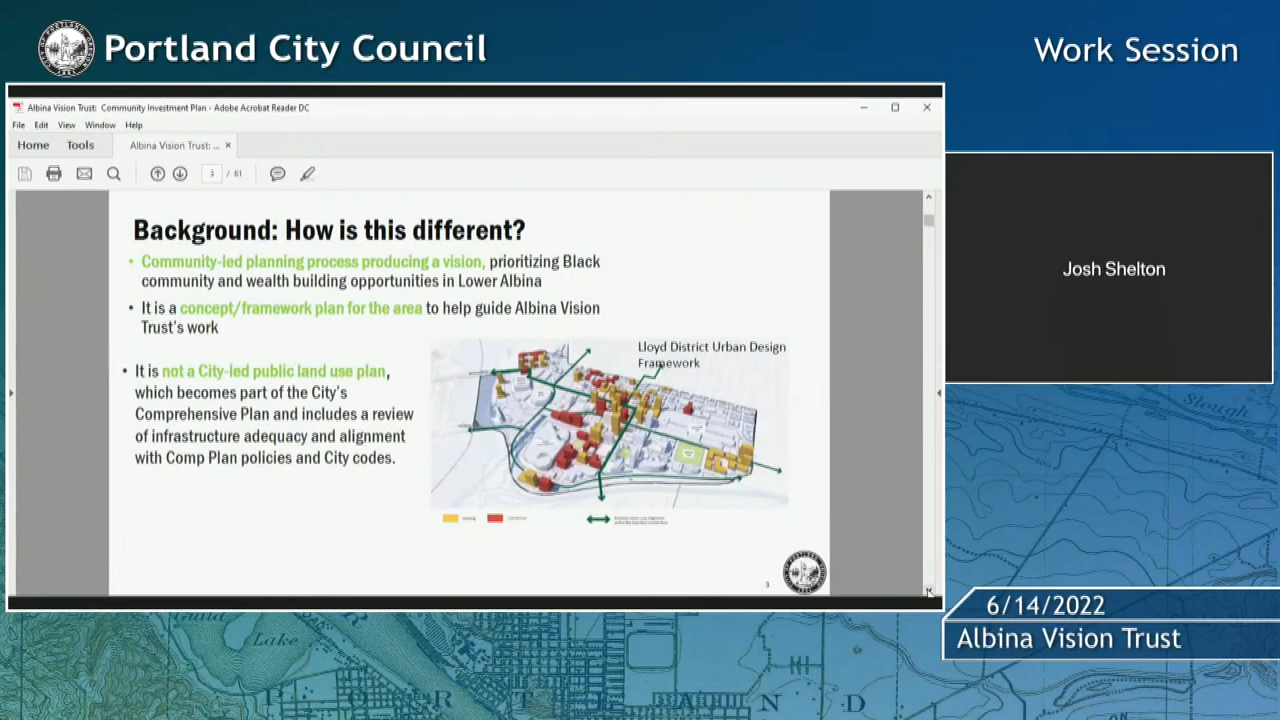 Portland City Council
Work Session
Albina Vision Trust: Community Investment Plan - Adobe Acrobat Reader DC
File Edit View Window Help
Home Tools Albina Vision Trust: ... ×
3 / 61
Background: How is this different?
• Community-led planning process producing a vision, prioritizing Black
community and wealth building opportunities in Lower Albina
• It is a concept/framework plan for the area to help guide Albina Vision
Trust's work
• It is not a City-led public land use plan,
which becomes part of the City's
Comprehensive Plan and includes a review
of infrastructure adequacy and alignment
with Comp Plan policies and City codes.
Lloyd District Urban Design
Framework
3
Josh Shelton
6/14/2022
Albina Vision Trust
Slough
Guild
Lake
P O R T L A N D